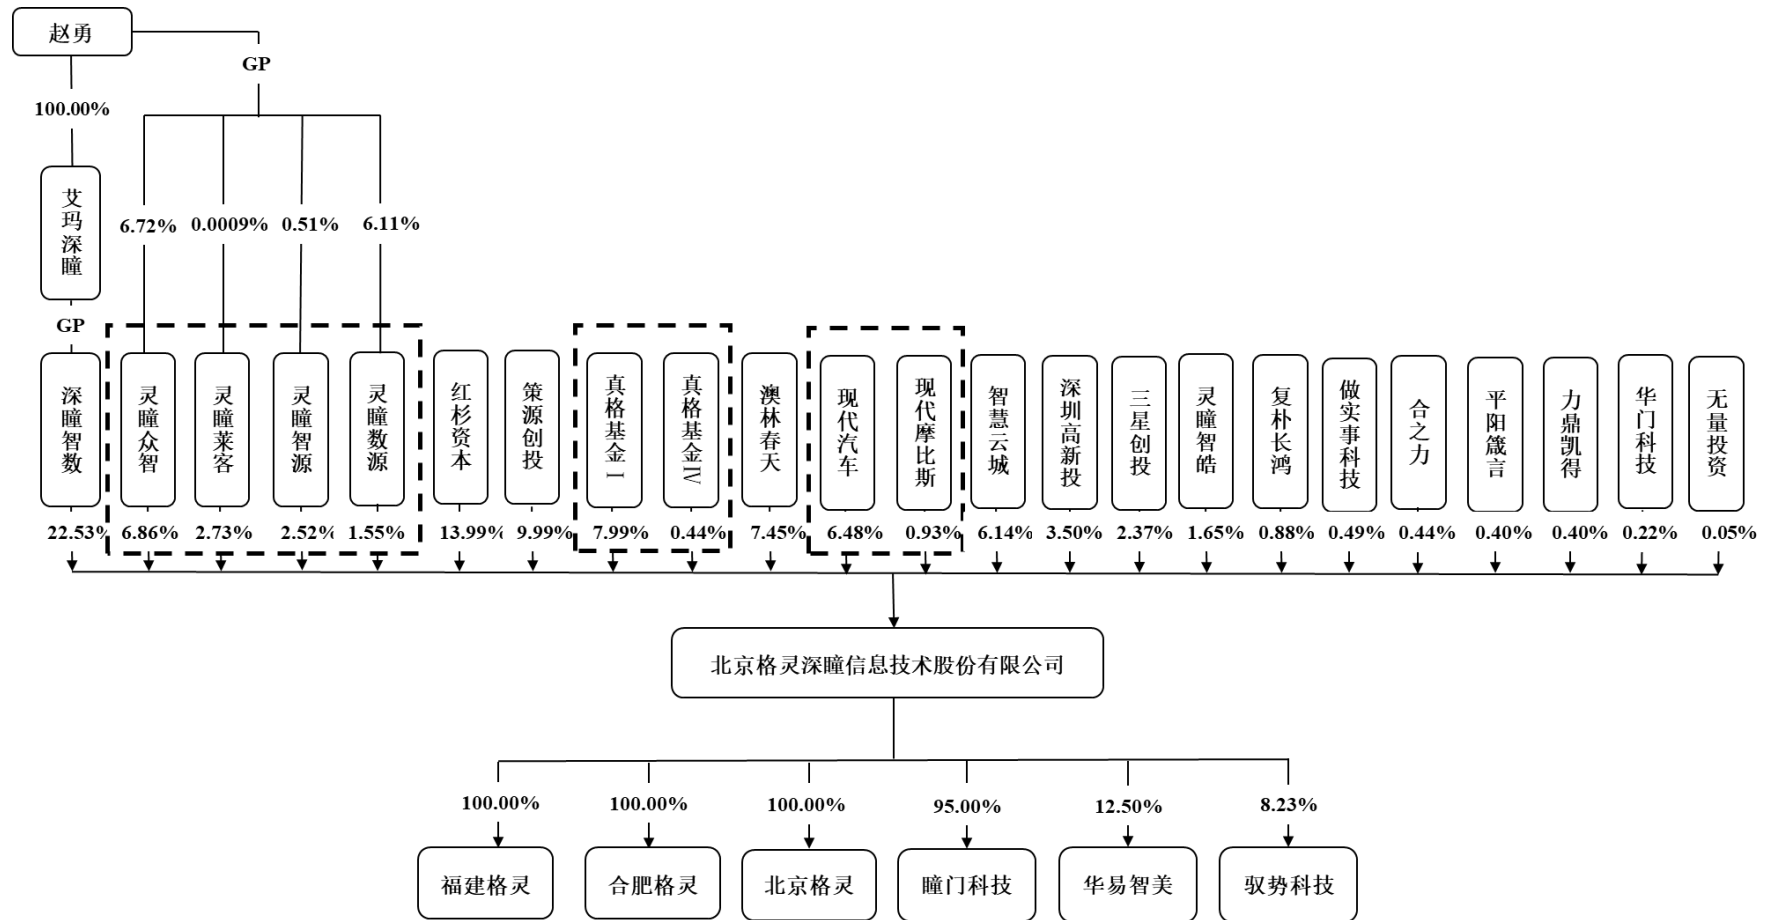 赵勇
GP
100.00%
艾玛深瞳
6.72%
0.0009%
0.51%
6.11%
GP
深瞳智数
灵瞳众智
灵瞳莱客
灵瞳智源
灵瞳数源
红杉资本
策源创投
真格基金I
真格基金IV
澳林春天
现代汽车
现代摩比斯
智慧云城
深圳高新投
三星创投
灵瞳智皓
复朴长鸿
做实事科技
合之力
平阳箴言
力鼎凯得
华门科技
无量投资
22.53%
6.86%
2.73%
2.52%
1.55%
13.99%
9.99%
7.99%
0.44%
7.45%
6.48%
0.93%
6.14%
3.50%
2.37%
1.65%
0.88%
0.49%
0.44%
0.40%
0.40%
0.22%
0.05%
北京格灵深瞳信息技术股份有限公司
100.00%
100.00%
100.00%
95.00%
12.50%
8.23%
福建格灵
合肥格灵
北京格灵
瞳门科技
华易智美
驭势科技